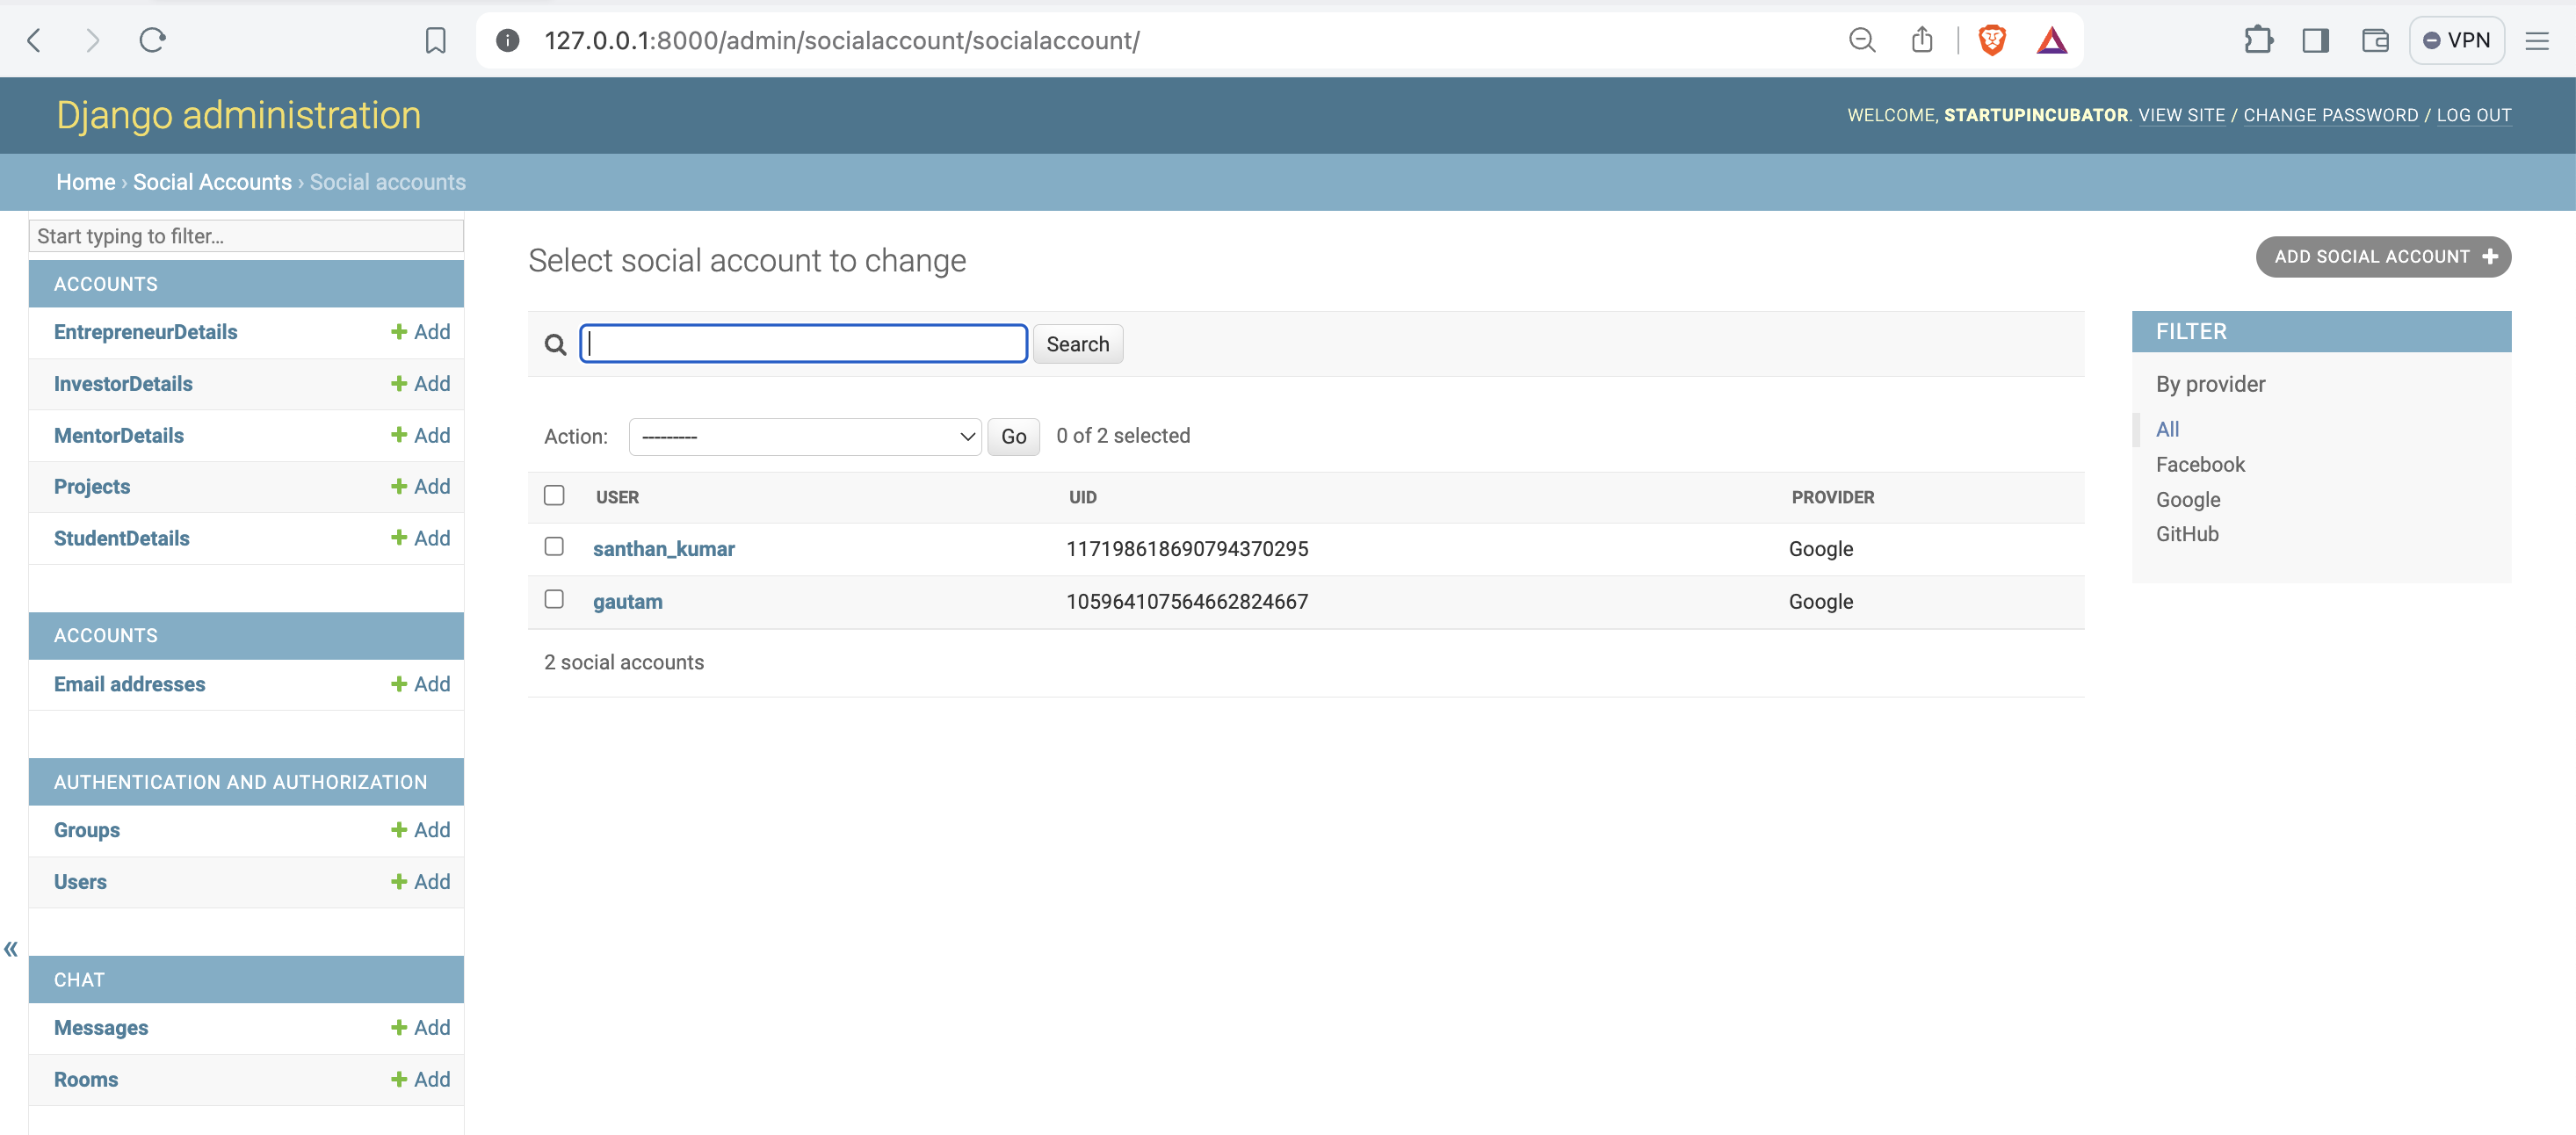 127.0.0.1:8000/admin/socialaccount/socialaccount/
VPN
Django administration
WELCOME, STARTUPINCUBATOR. VIEW SITE / CHANGE PASSWORD / LOG OUT
Home › Social Accounts › Social accounts
Start typing to filter...
ACCOUNTS
EntrepreneurDetails Add
InvestorDetails Add
MentorDetails Add
Projects Add
StudentDetails Add
ACCOUNTS
Email addresses Add
AUTHENTICATION AND AUTHORIZATION
Groups Add
Users Add
CHAT
Messages Add
Rooms Add
Select social account to change
ADD SOCIAL ACCOUNT
Search
Action: --------- Go 0 of 2 selected
USER UID PROVIDER
santhan_kumar 117198618690794370295 Google
gautam 105964107564662824667 Google
2 social accounts
FILTER
By provider
All
Facebook
Google
GitHub